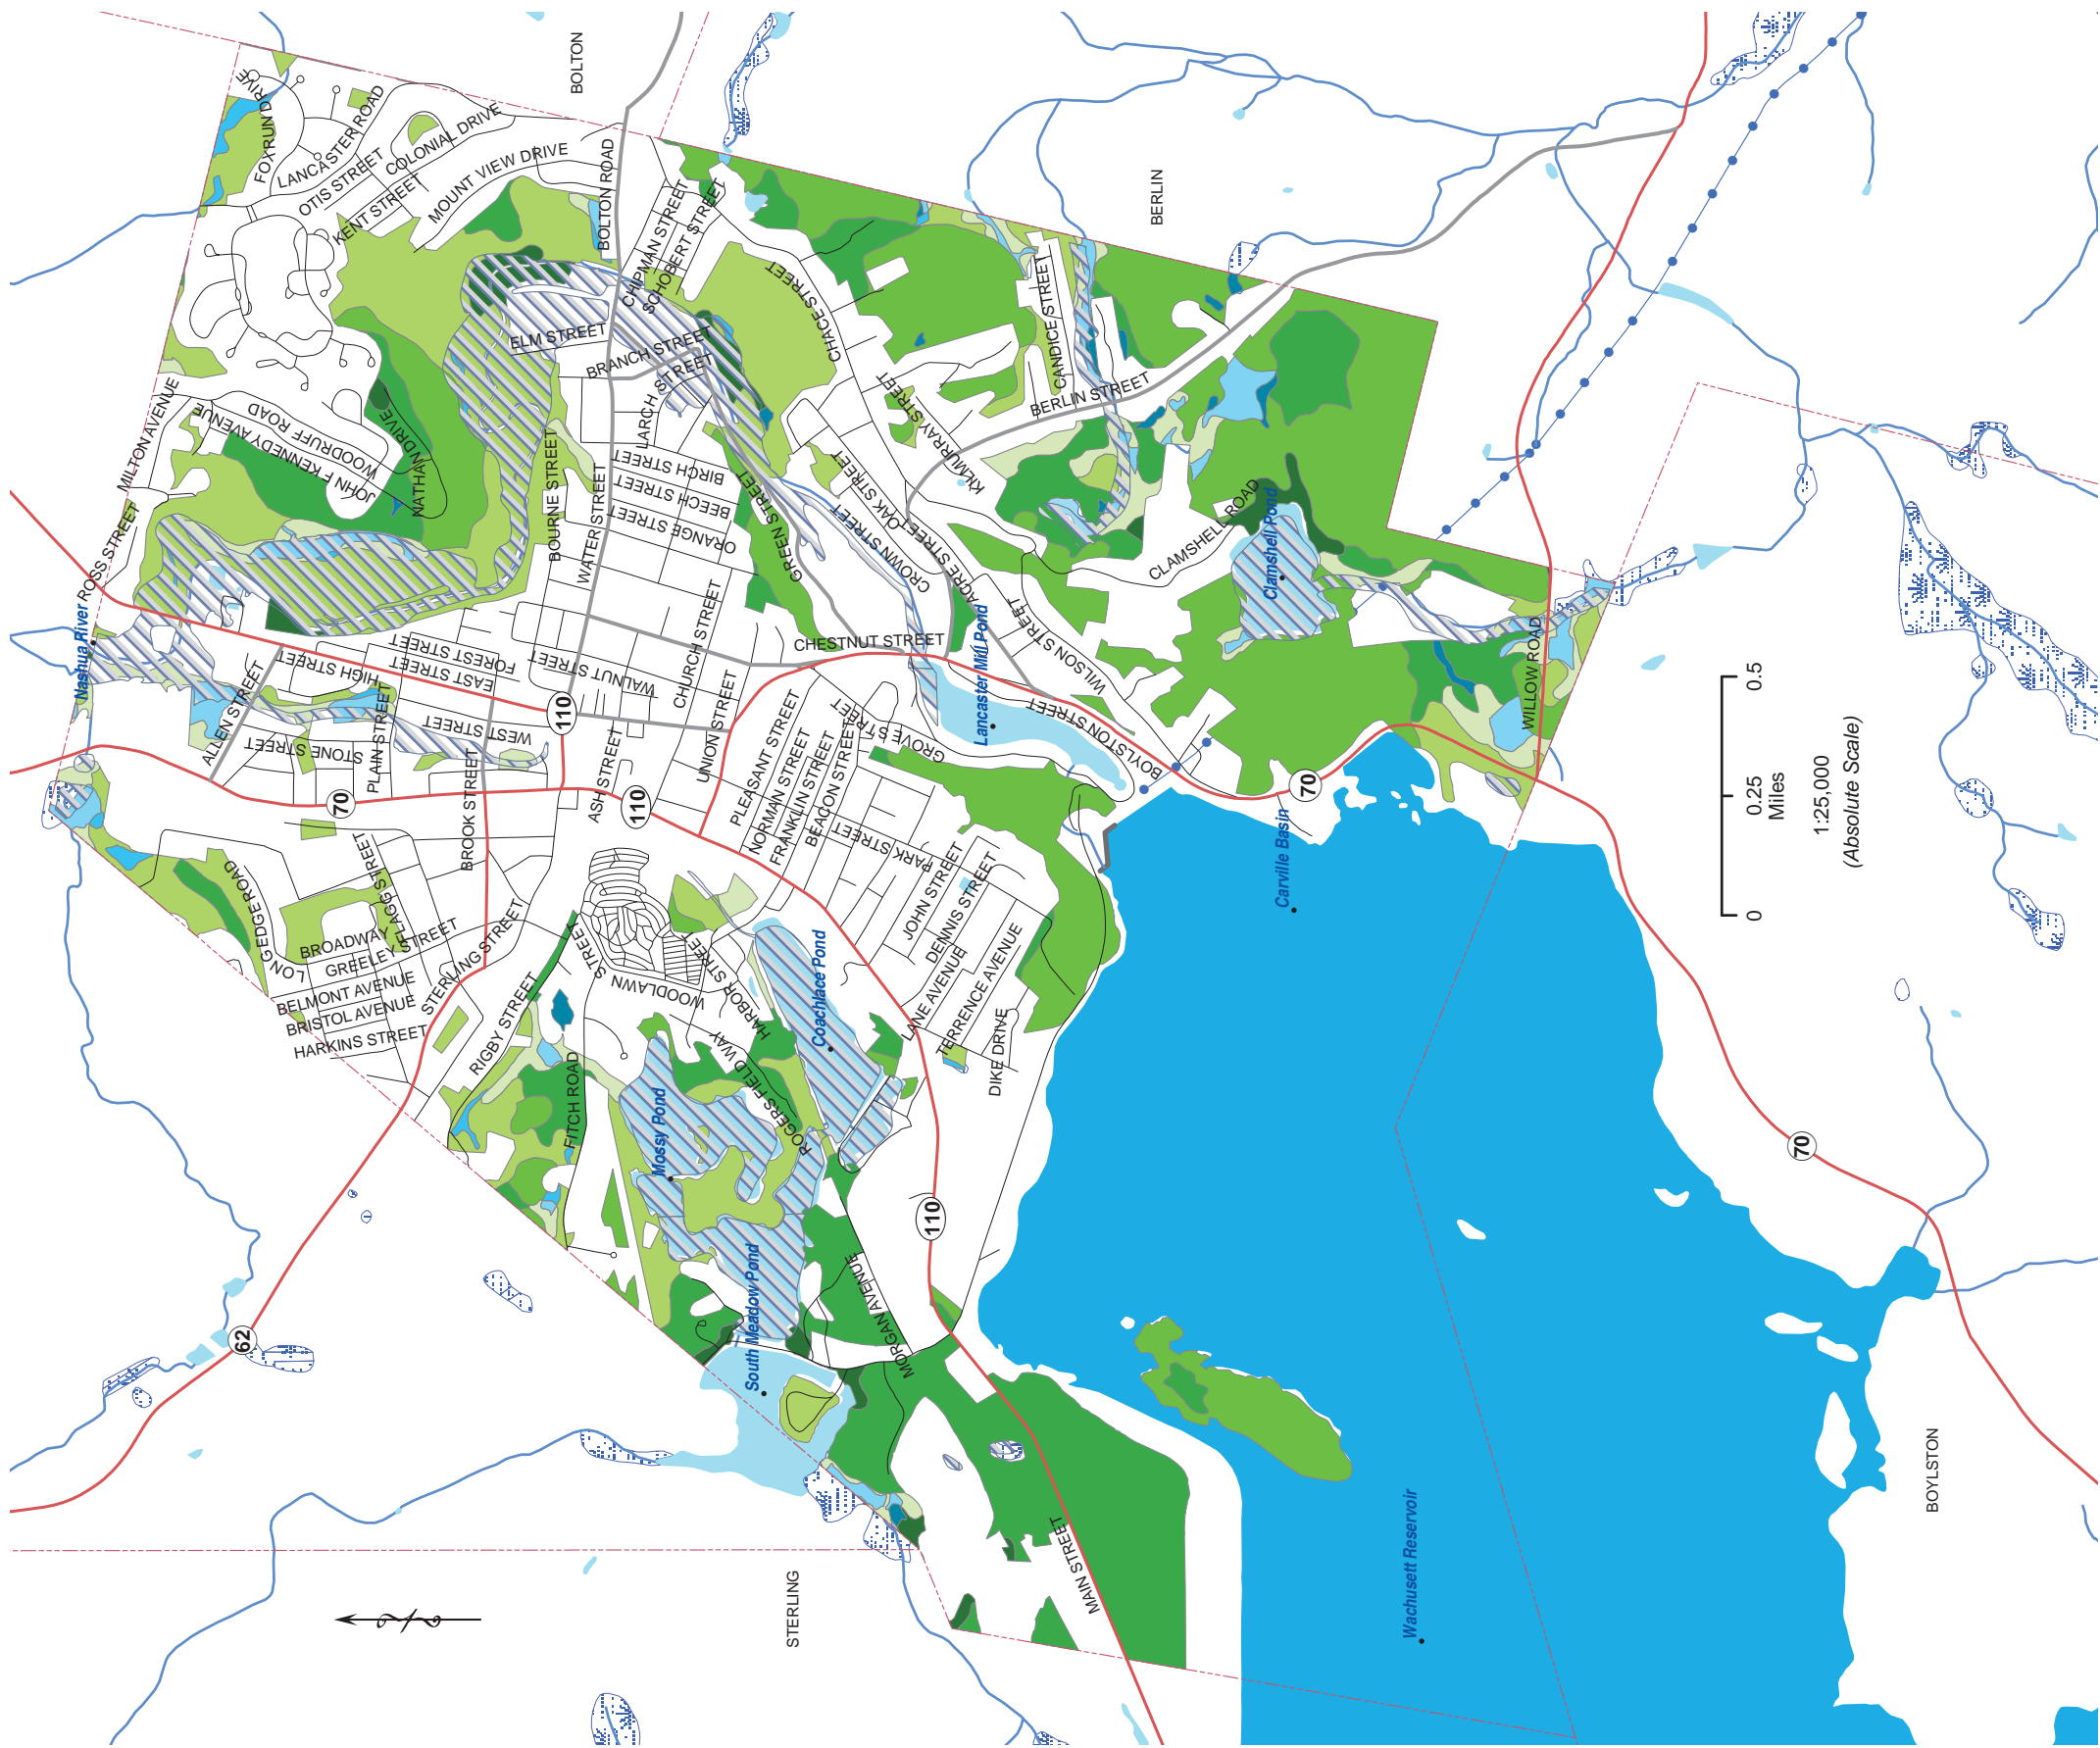 BOLTON
FOXRUN DRIVE
LANCASTER ROAD
OTIS STREET
COLONIAL DRIVE
KENT STREET
MOUNT VIEW DRIVE
BOLTON ROAD
CHIPMAN STREET
SCHOBERT STREET
BERLIN
CHACE STREET
CANDICE STREET
ELM STREET
BRANCH STREET
LARCH STREET
BERLIN STREET
KILMURRAY STREET
MILTON AVENUE
WOODRUFF ROAD
JOHN F KENNEDY AVENUE
NATHAN DRIVE
BOURNE STREET
WATER STREET
BIRCH STREET
BEECH STREET
ORANGE STREET
GREEN STREET
OAK STREET
CROWN STREET
ACRE STREET
CLAMSHELL ROAD
Clamshell Pond
ROSS STREET
Nashua River
CHURCH STREET
CHESTNUT STREET
Lancaster Mill Pond
WILSON STREET
WILLOW ROAD
ALLEN STREET
HIGH STREET
EAST STREET
FOREST STREET
WALNUT STREET
UNION STREET
110
WEST STREET
STONE STREET
PLAIN STREET
BROOK STREET
ASH STREET
PLEASANT STREET
NORMAN STREET
FRANKLIN STREET
BEACON STREET
GROVE STREET
PARK STREET
BOYLSTON STREET
70
110
70
Carville Basin
0
0.25
0.5
Miles
1:25,000
(Absolute Scale)
LONGEDGE ROAD
FLAGG STREET
BROADWAY
GREELEY STREET
BELMONT AVENUE
BRISTOL AVENUE
HARKINS STREET
STERLING STREET
RIGBY STREET
WOODLAWN STREET
HARBOR STREET
JOHN STREET
DENNIS STREET
LANE AVENUE
TERRENCE AVENUE
DIKE DRIVE
Coachlace Pond
ROGERS FIELD WAY
FITCH ROAD
Mossy Pond
110
70
South Meadow Pond
MORGAN AVENUE
62
MAIN STREET
Wachusett Reservoir
STERLING
BOYLSTON